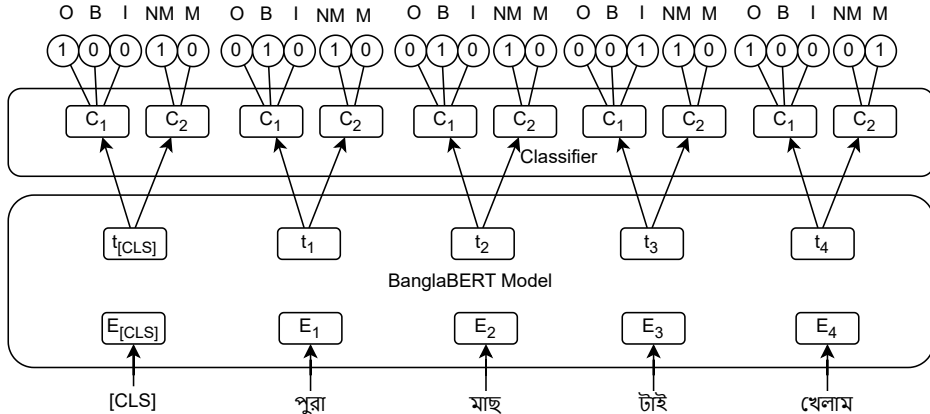 O B I NM M O B I NM M O B I NM M O B I NM M O B I NM M
1 0 0 1 0 0 1 0 1 0 0 1 0 1 0 0 0 1 1 0 1 0 0 0 1
C1 C2 C1 C2 C1 C2 C1 C2 C1 C2
Classifier
t[CLS] t1 t2 t3 t4
BanglaBERT Model
E[CLS] E1 E2 E3 E4
[CLS] পুরা মাছ টাই খেলাম